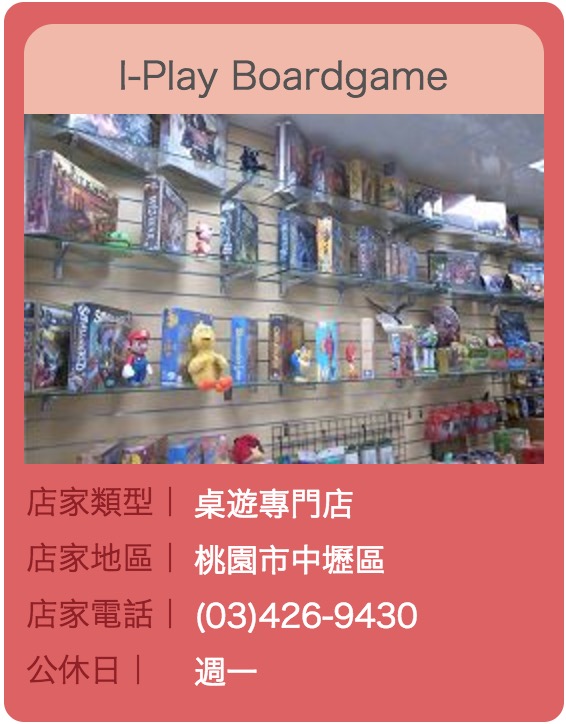 I-Play Boardgame
店家類型｜ 桌遊專門店
店家地區｜ 桃園市中壢區
店家電話｜ (03)426-9430
公休日｜ 週一